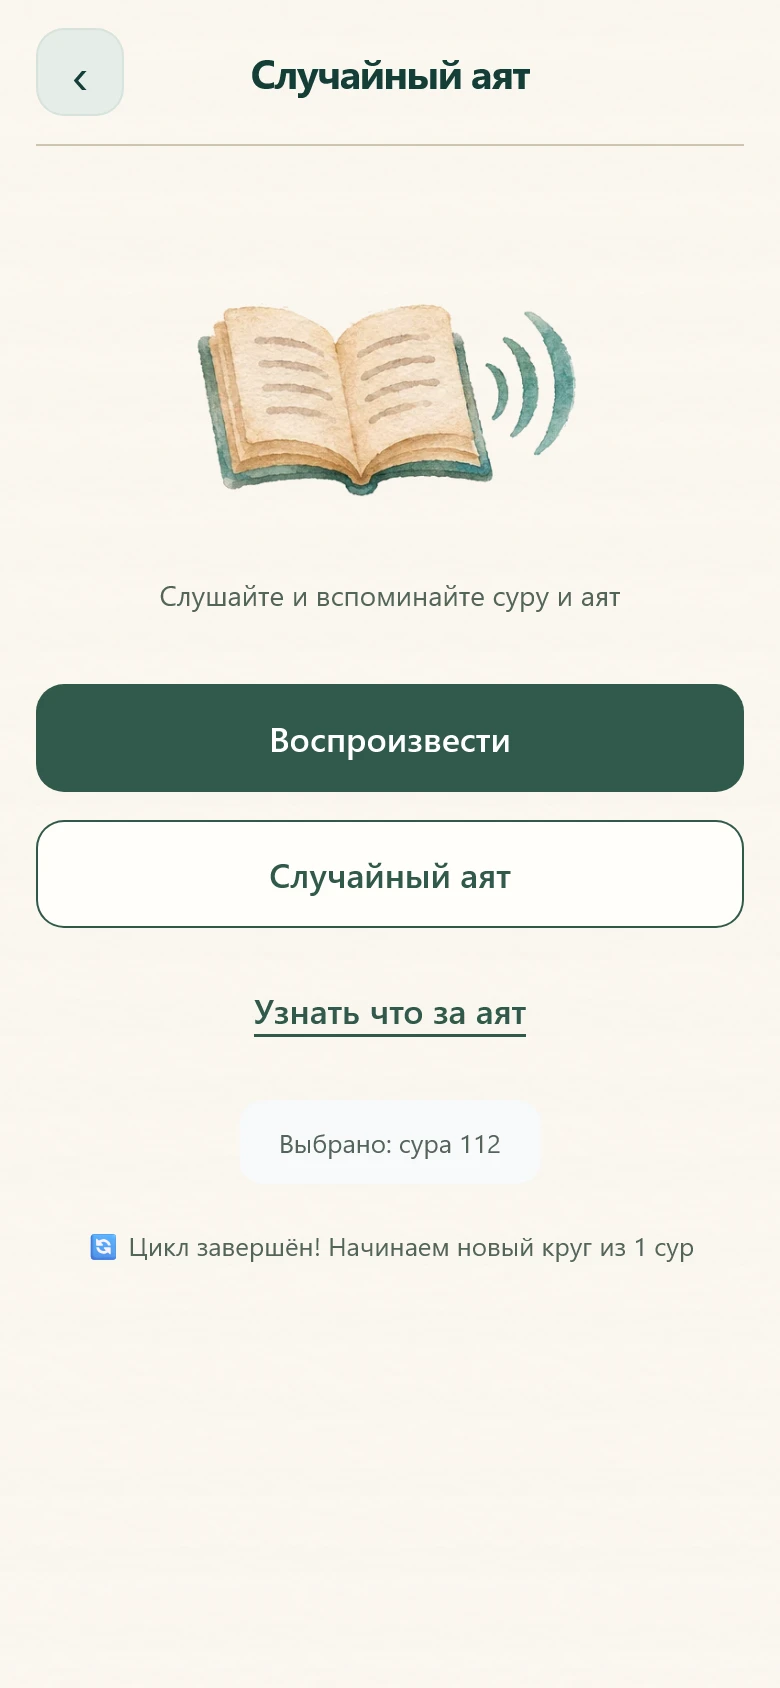 ‹
Случайный аят
Слушайте и вспоминайте суру и аят
Воспроизвести
Случайный аят
Узнать что за аят
Выбрано: сура 112
🔄 Цикл завершён! Начинаем новый круг из 1 сур